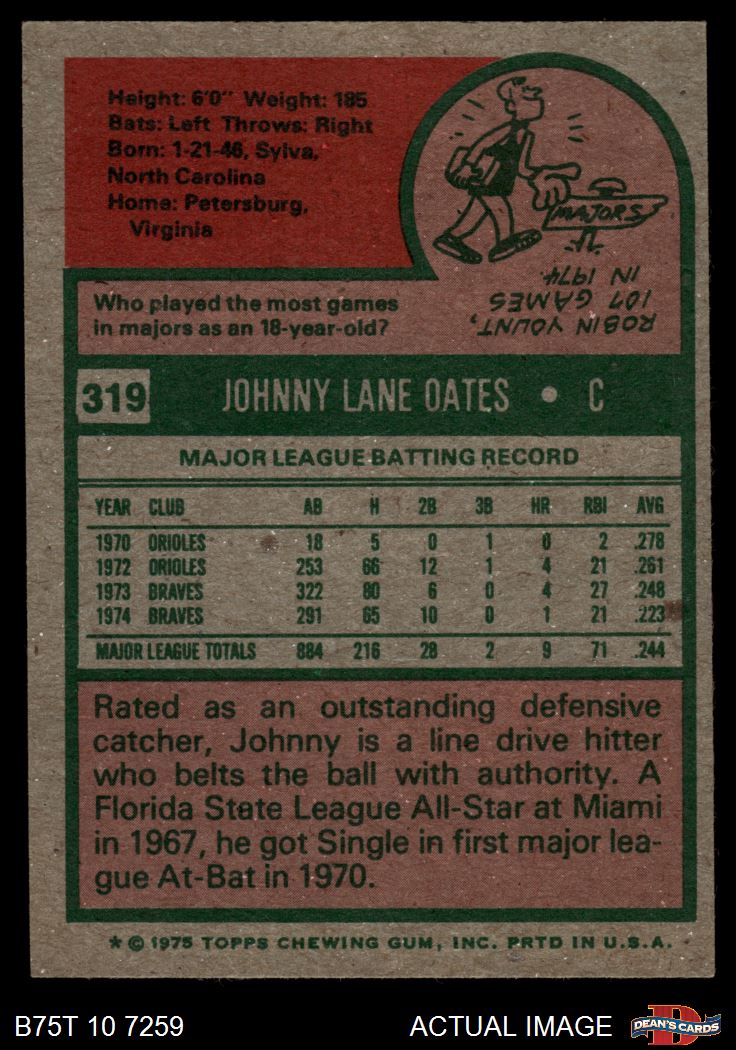 Height: 6'0" Weight: 185
Bats: Left Throws: Right
Born: 1-21-46, Sylva,
North Carolina
Home: Petersburg,
Virginia
MAJORS
Who played the most games
in majors as an 18-year-old?
ROBIN YOUNT,
107 GAMES
IN 1974.
319 JOHNNY LANE OATES • C
MAJOR LEAGUE BATTING RECORD
YEAR CLUB AB H 2B 3B HR RBI AVG
1970 ORIOLES 18 5 0 1 0 2 .278
1972 ORIOLES 253 66 12 1 4 21 .261
1973 BRAVES 322 80 6 0 4 27 .248
1974 BRAVES 291 65 10 0 1 21 .223
MAJOR LEAGUE TOTALS 884 216 28 2 9 71 .244
Rated as an outstanding defensive
catcher, Johnny is a line drive hitter
who belts the ball with authority. A
Florida State League All-Star at Miami
in 1967, he got Single in first major lea-
gue At-Bat in 1970.
* © 1975 TOPPS CHEWING GUM, INC. PRTD IN U.S.A.
B75T 10 7259 ACTUAL IMAGE D DEAN'S CARDS